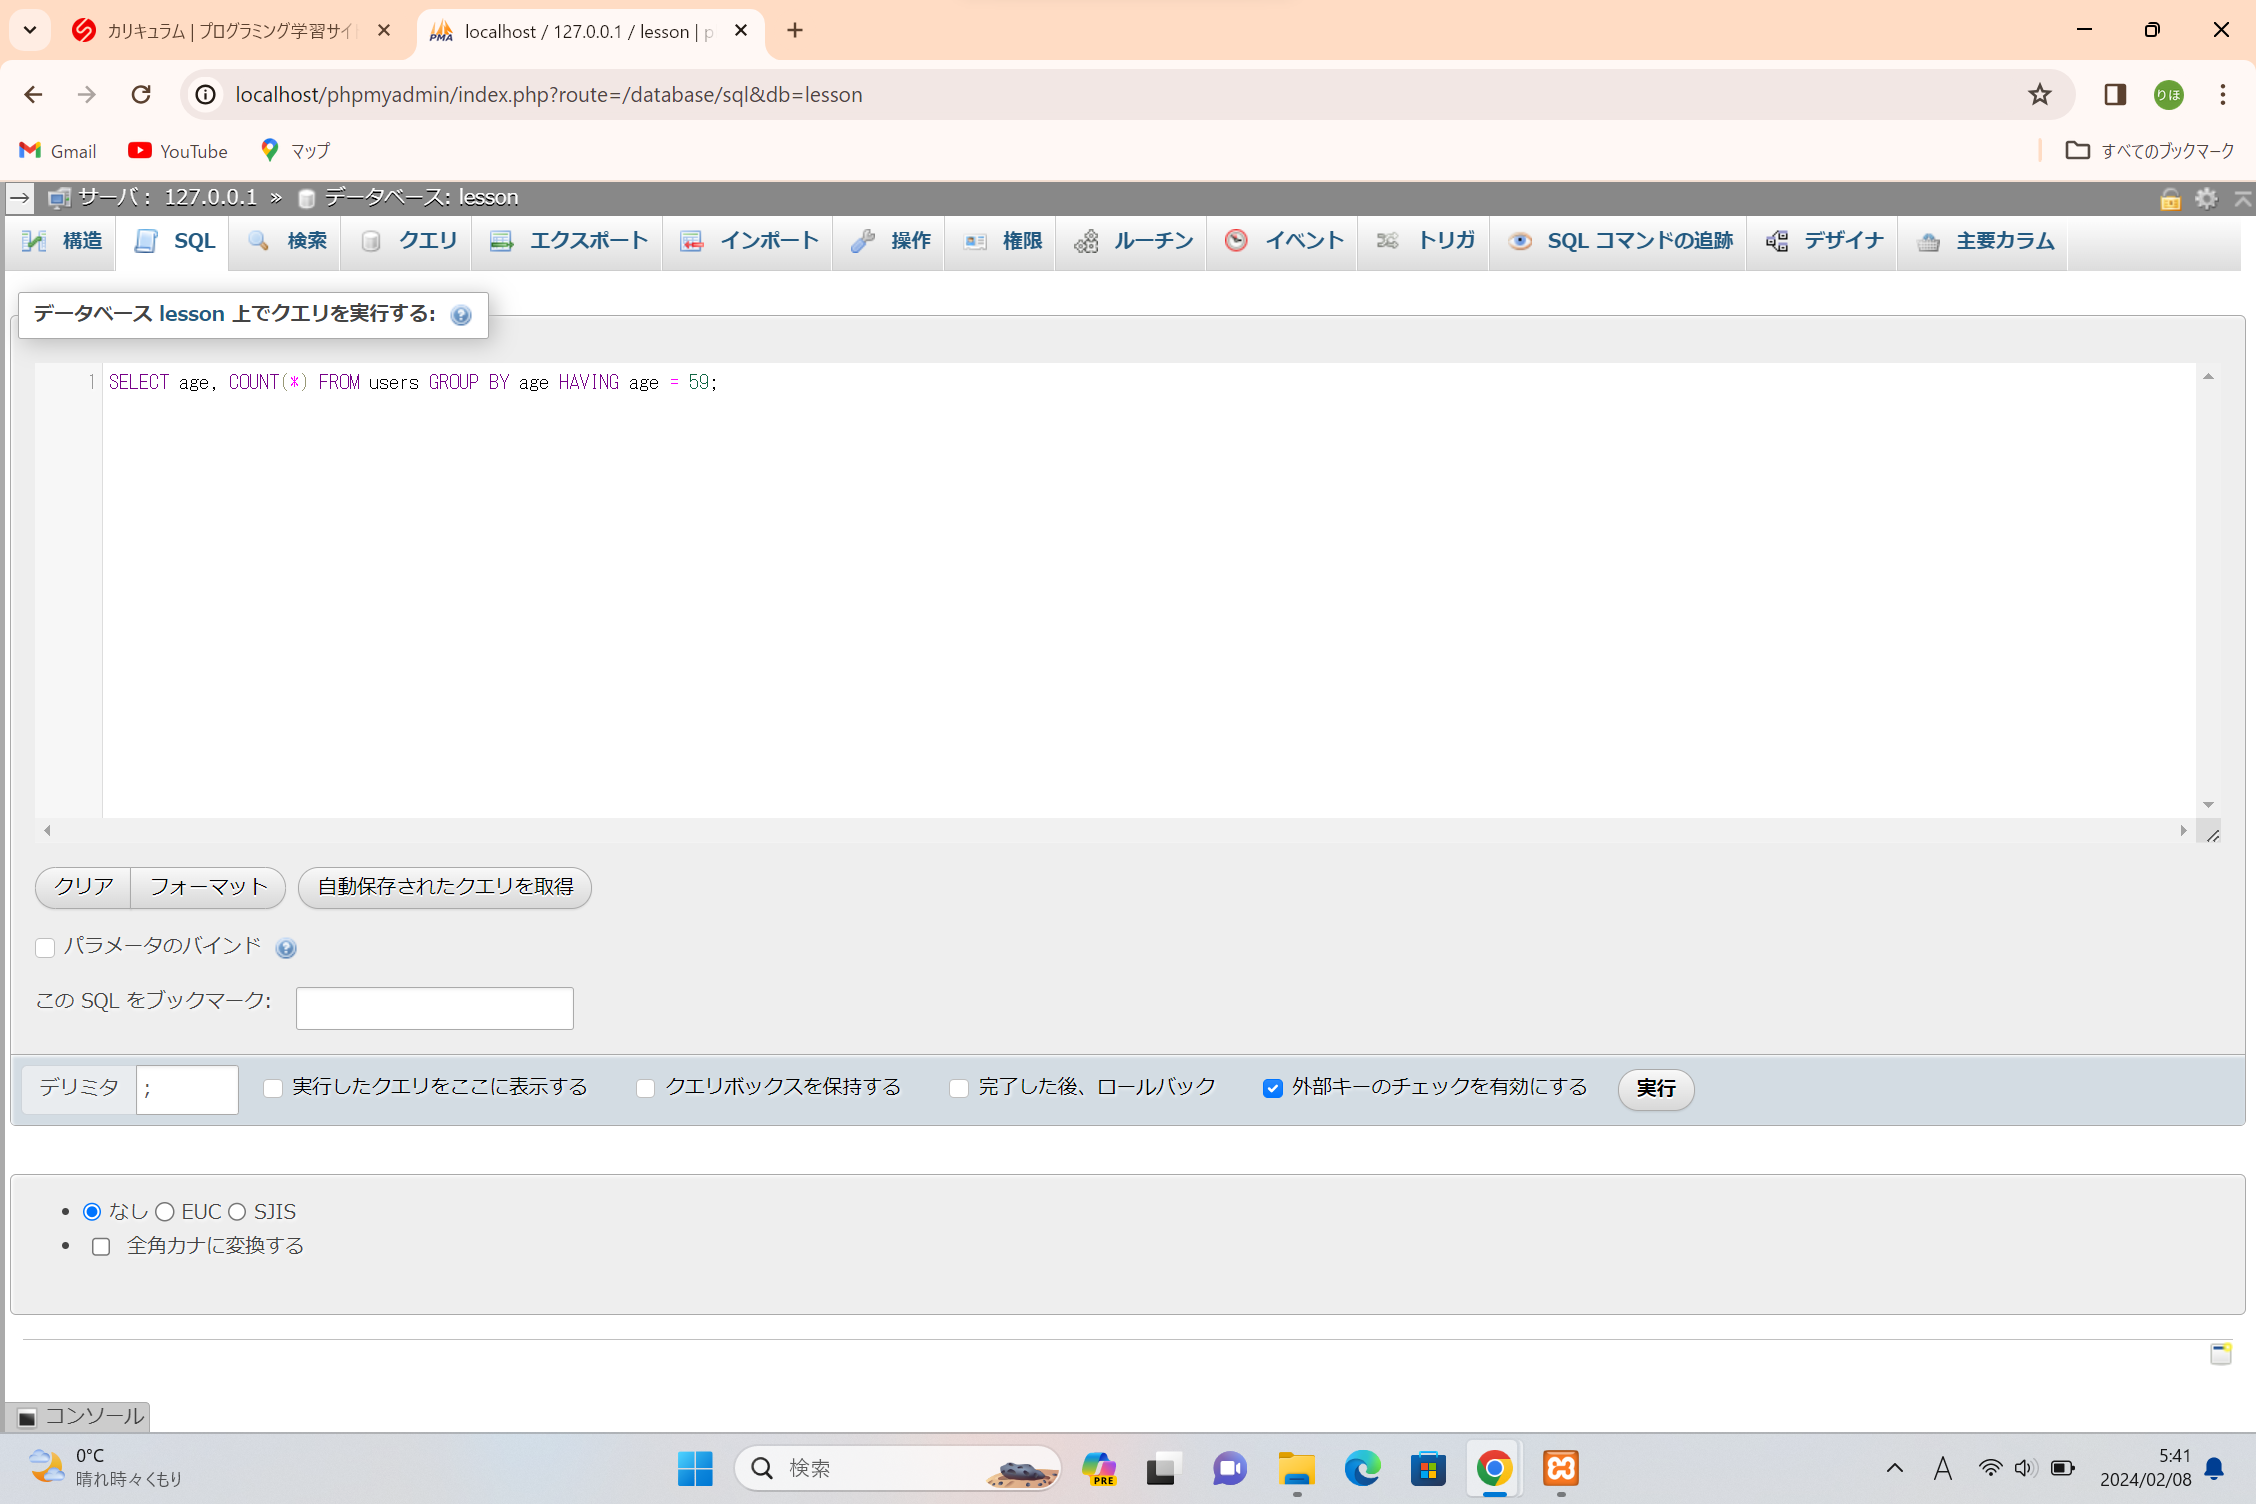 カリキュラム | プログラミング学習サイト
localhost / 127.0.0.1 / lesson | p
localhost/phpmyadmin/index.php?route=/database/sql&db=lesson
りほ
Gmail
YouTube
マップ
すべてのブックマーク
サーバ: 127.0.0.1 » データベース: lesson
構造
SQL
検索
クエリ
エクスポート
インポート
操作
権限
ルーチン
イベント
トリガ
SQL コマンドの追跡
デザイナ
主要カラム
データベース lesson 上でクエリを実行する:
1 SELECT age, COUNT(*) FROM users GROUP BY age HAVING age = 59;
クリア
フォーマット
自動保存されたクエリを取得
パラメータのバインド
この SQL をブックマーク:
デリミタ ;
実行したクエリをここに表示する
クエリボックスを保持する
完了した後、ロールバック
外部キーのチェックを有効にする
実行
なし EUC SJIS
全角カナに変換する
コンソール
0°C
晴れ時々くもり
検索
PRE
A
5:41
2024/02/08